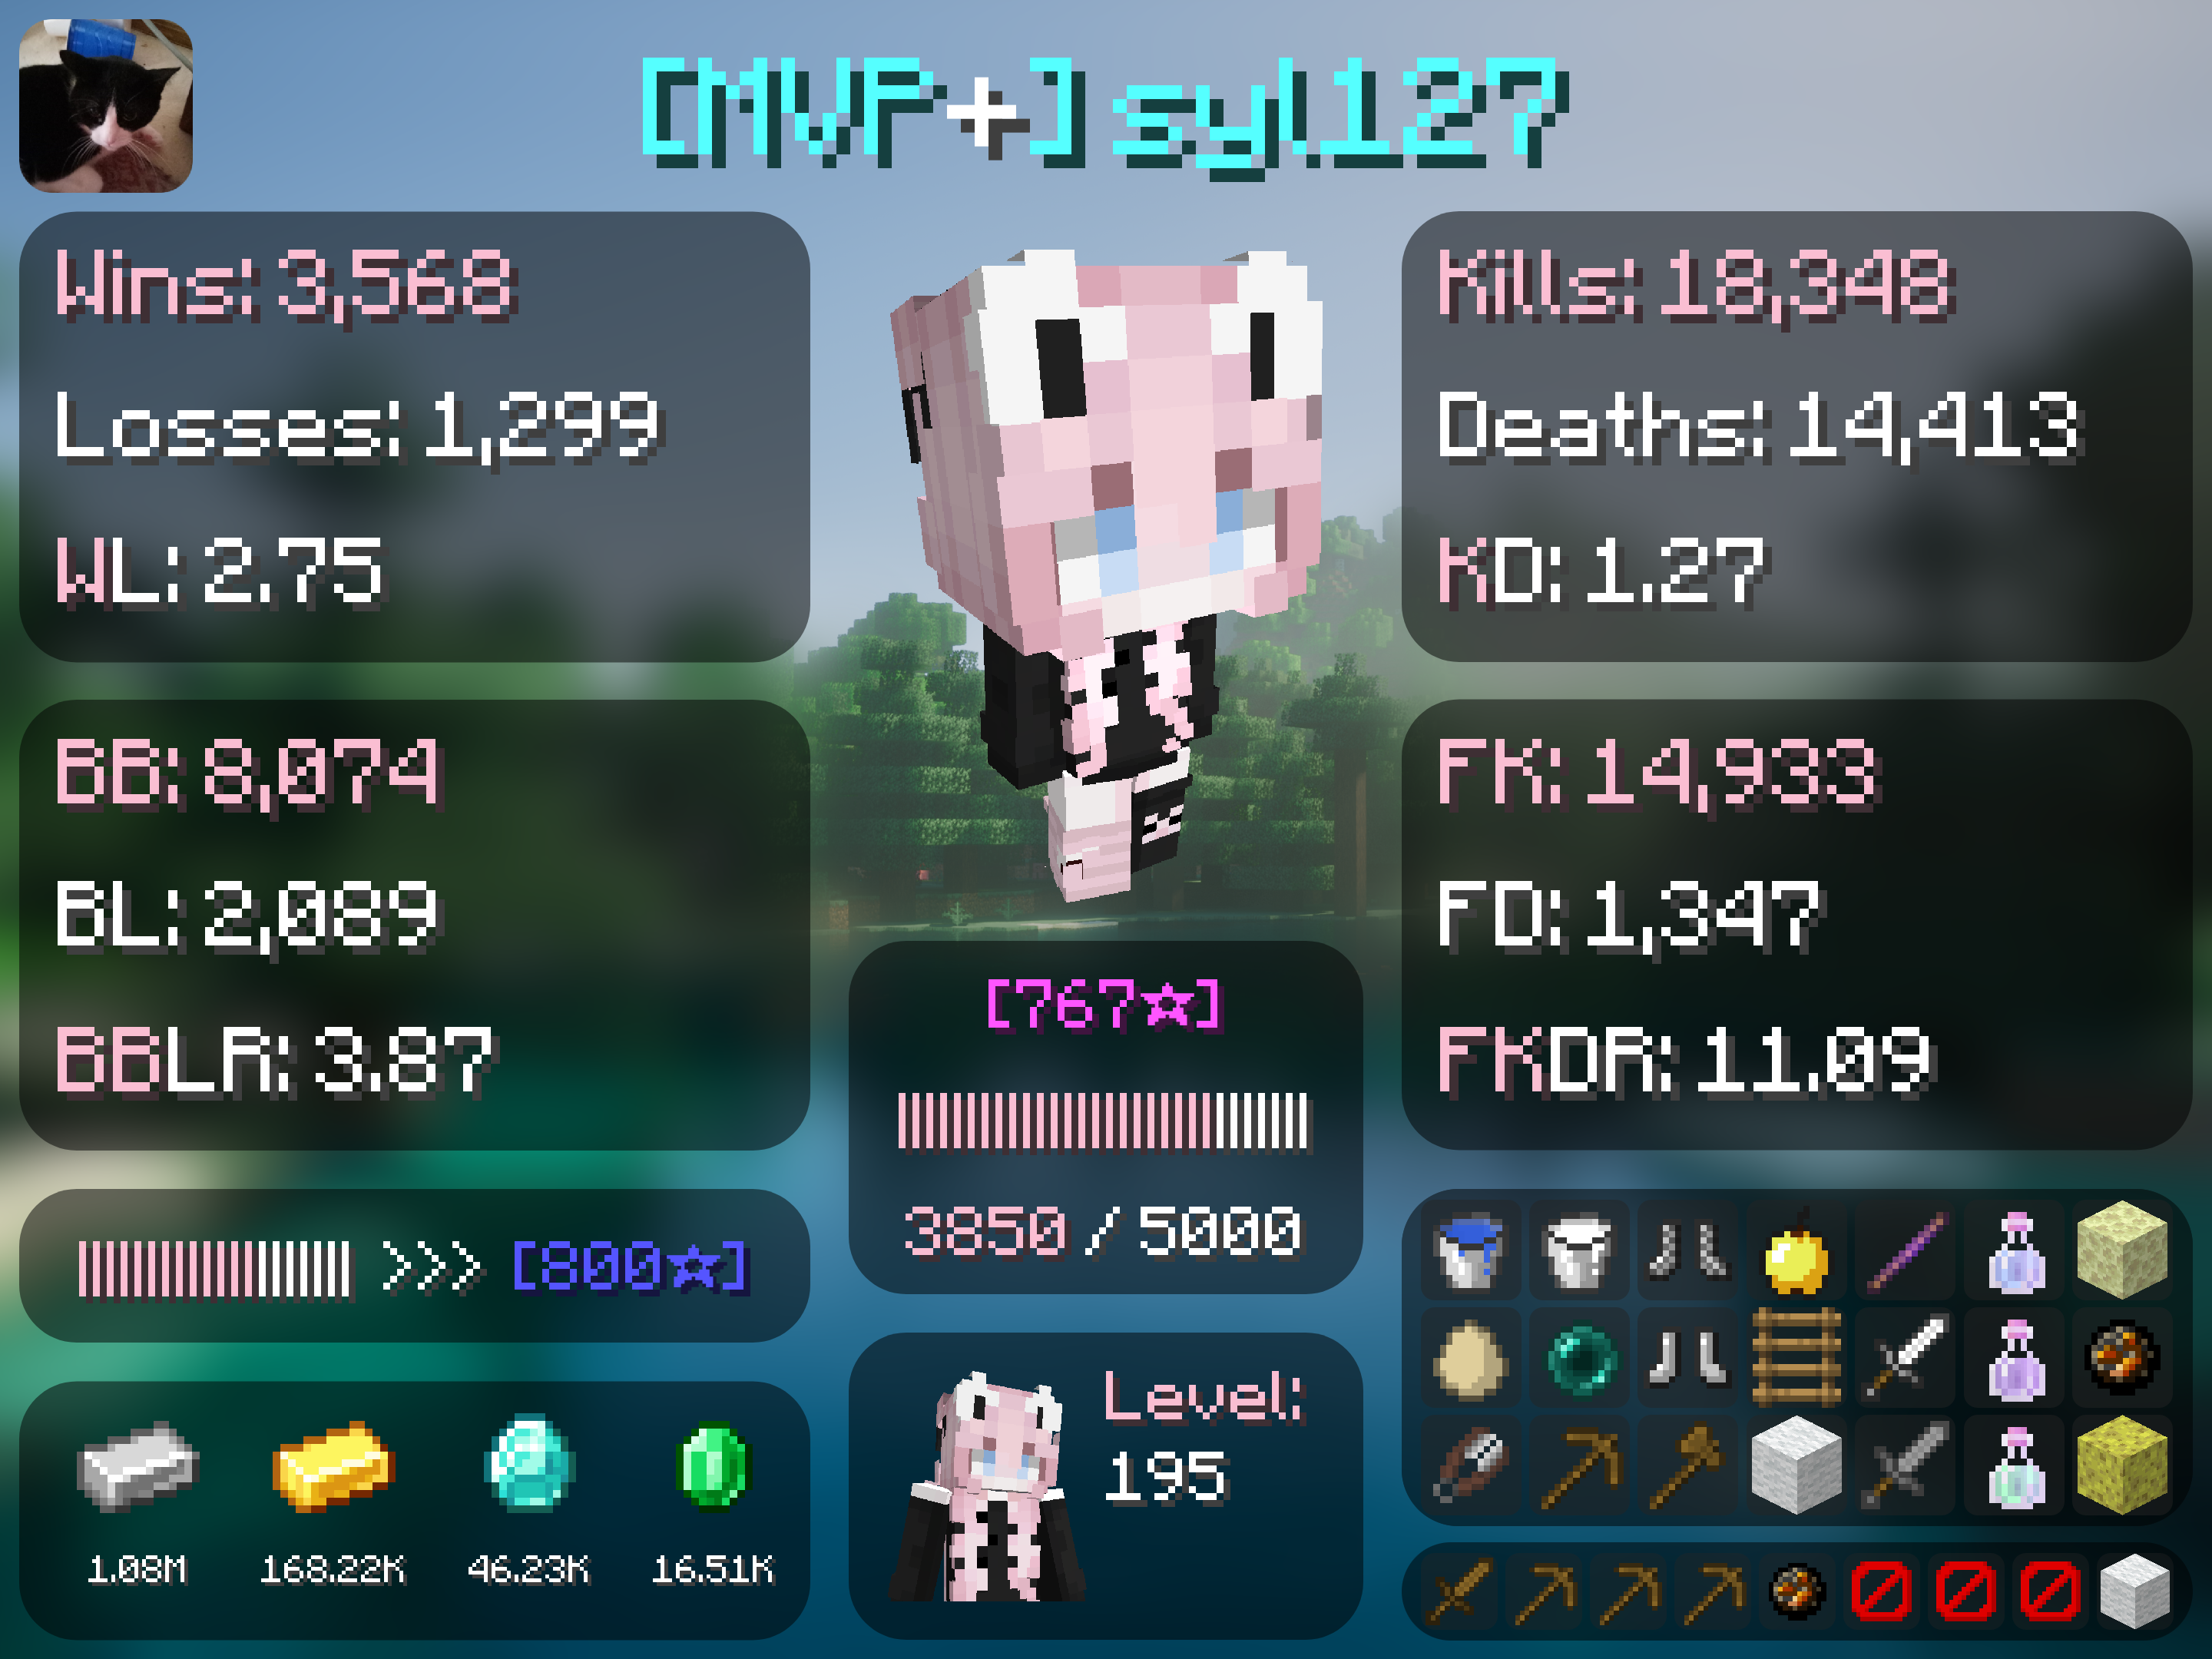 [MVP+] syl127
Wins: 3,568
Losses: 1,299
WL: 2.75
Kills: 18,348
Deaths: 14,413
KD: 1.27
BB: 8,074
BL: 2,089
BBLR: 3.87
FK: 14,933
FD: 1,347
FKDR: 11.09
[767☆]
3850 / 5000
>>> [800☆]
Level:
195
1.08M 168.22K 46.23K 16.51K